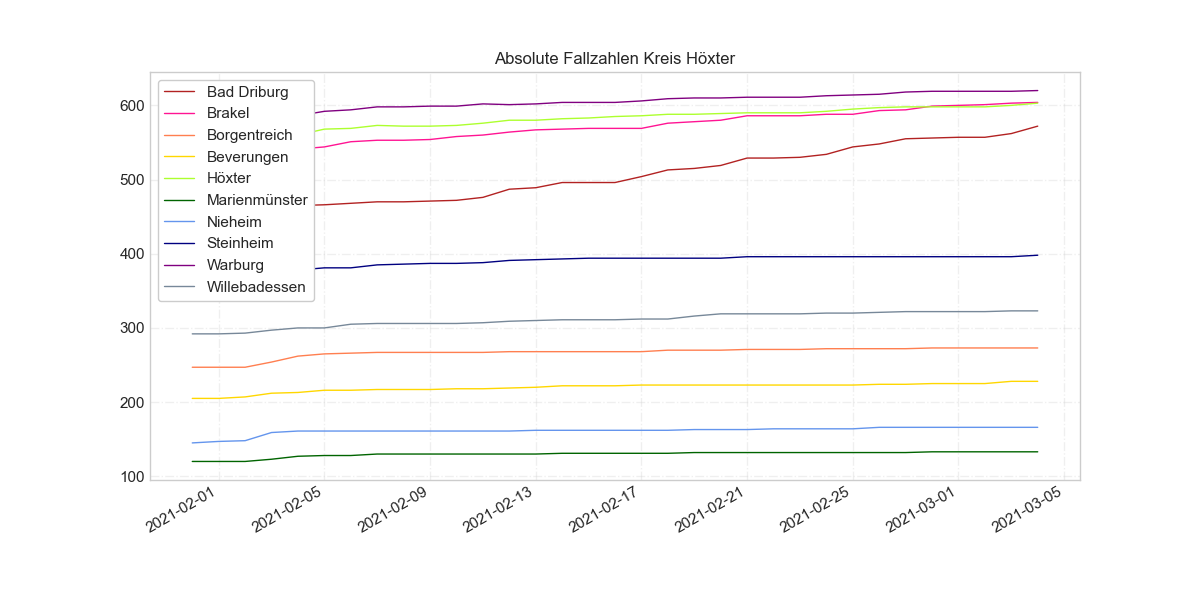 Absolute Fallzahlen Kreis Höxter
Bad Driburg
Brakel
Borgentreich
Beverungen
Höxter
Marienmünster
Nieheim
Steinheim
Warburg
Willebadessen
600
500
400
300
200
100
2021-02-01
2021-02-05
2021-02-09
2021-02-13
2021-02-17
2021-02-21
2021-02-25
2021-03-01
2021-03-05